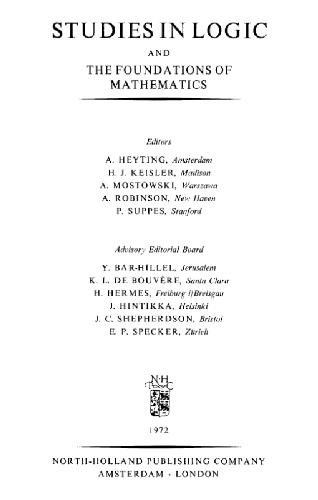 STUDIES IN LOGIC
AND
THE FOUNDATIONS OF
MATHEMATICS
Editors
A. HEYTING, Amsterdam
H. J. KEISLER, Madison
A. MOSTOWSKI, Warszawa
A. ROBINSON, New Haven
P. SUPPES, Stanford
Advisory Editorial Board
Y. BAR-HILLEL, Jerusalem
K. L. DE BOUVÈRE, Santa Clara
H. HERMES, Freiburg i/Breisgau
J. HINTIKKA, Helsinki
J. C. SHEPHERDSON, Bristol
E. P. SPECKER, Zürich
N·H
1972
NORTH-HOLLAND PUBLISHING COMPANY
AMSTERDAM - LONDON